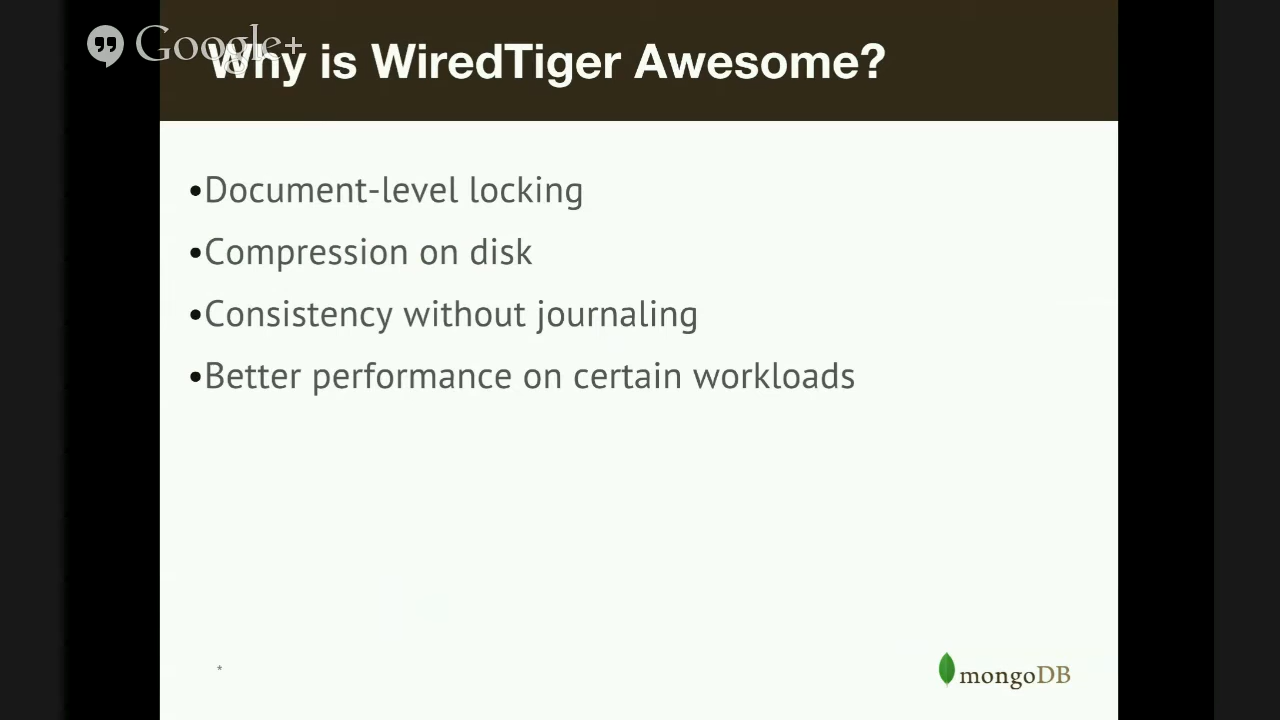 Google+
Why is WiredTiger Awesome?
•Document-level locking
•Compression on disk
•Consistency without journaling
•Better performance on certain workloads
*
mongoDB